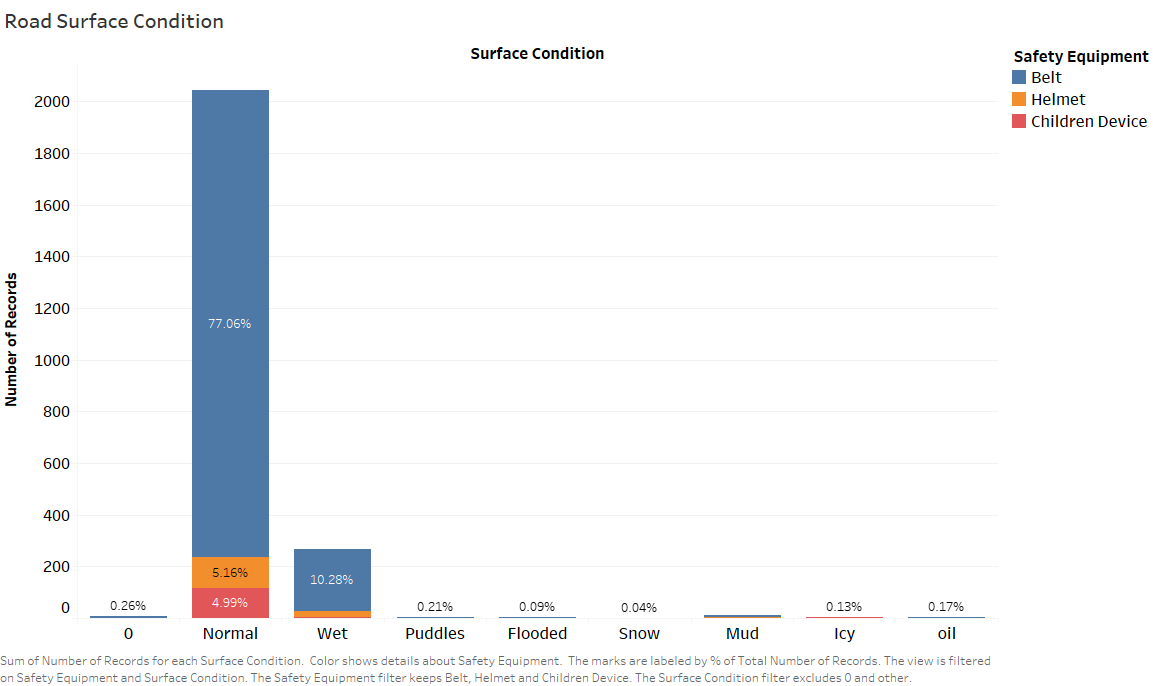 Road Surface Condition
Surface Condition
Safety Equipment
Belt
Helmet
Children Device
Number of Records
2000
1800
1600
1400
1200
1000
800
600
400
200
0
77.06%
5.16%
4.99%
10.28%
0.26%
0.21%
0.09%
0.04%
0.13%
0.17%
0
Normal
Wet
Puddles
Flooded
Snow
Mud
Icy
oil
Sum of Number of Records for each Surface Condition. Color shows details about Safety Equipment. The marks are labeled by % of Total Number of Records. The view is filtered
on Safety Equipment and Surface Condition. The Safety Equipment filter keeps Belt, Helmet and Children Device. The Surface Condition filter excludes 0 and other.